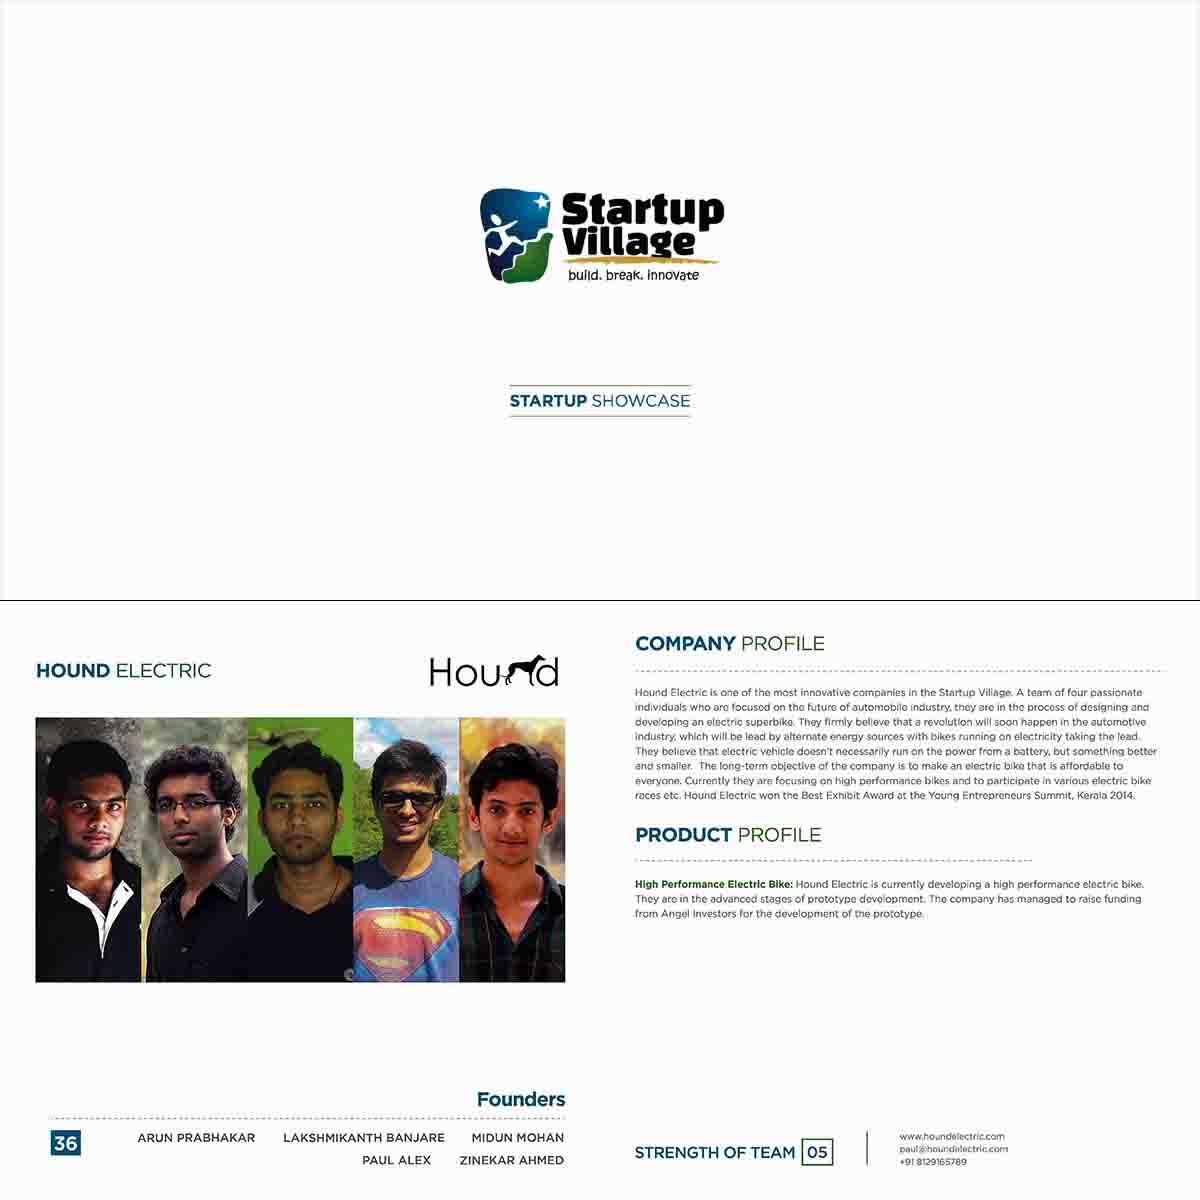 Startup
Village
build. break. innovate
STARTUP SHOWCASE
HOUND ELECTRIC
Hound
Founders
36
ARUN PRABHAKAR LAKSHMIKANTH BANJARE MIDUN MOHAN
PAUL ALEX ZINEKAR AHMED
COMPANY PROFILE
Hound Electric is one of the most innovative companies in the Startup Village. A team of four passionate
individuals who are focused on the future of automobile industry, they are in the process of designing and
developing an electric superbike. They firmly believe that a revolution will soon happen in the automotive
industry, which will be lead by alternate energy sources with bikes running on electricity taking the lead.
They believe that electric vehicle doesn't necessarily run on the power from a battery, but something better
and smaller. The long-term objective of the company is to make an electric bike that is affordable to
everyone. Currently they are focusing on high performance bikes and to participate in various electric bike
races etc. Hound Electric won the Best Exhibit Award at the Young Entrepreneurs Summit, Kerala 2014.
PRODUCT PROFILE
High Performance Electric Bike: Hound Electric is currently developing a high performance electric bike.
They are in the advanced stages of prototype development. The company has managed to raise funding
from Angel Investors for the development of the prototype.
STRENGTH OF TEAM 05
www.houndelectric.com
paul@houndelectric.com
+91 8129165789